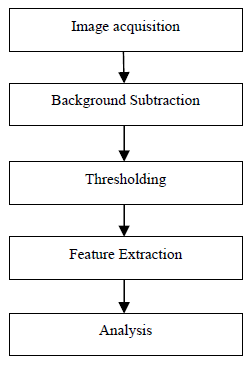 Image acquisition
Background Subtraction
Thresholding
Feature Extraction
Analysis